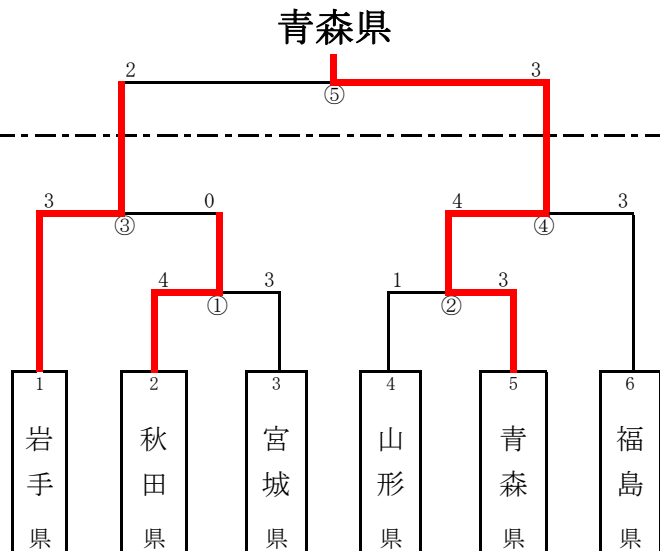 青森県
2 3
⑤
3 0 4 3
③ ④
4 3 1 3
① ②
1 2 3 4 5 6
岩手県
秋田県
宮城県
山形県
青森県
福島県